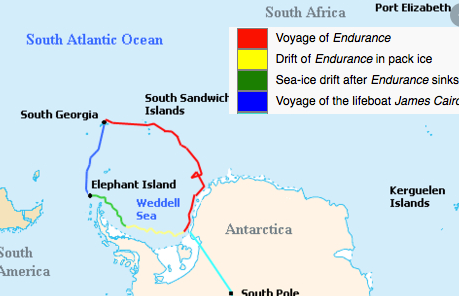 South Africa
Port Elizabeth
South Atlantic Ocean
Voyage of Endurance
Drift of Endurance in pack ice
Sea-ice drift after Endurance sinks
Voyage of the lifeboat James Caird
South Sandwich
Islands
South Georgia
Elephant Island
Weddell
Sea
Kerguelen
Islands
Antarctica
South
America
South Pole